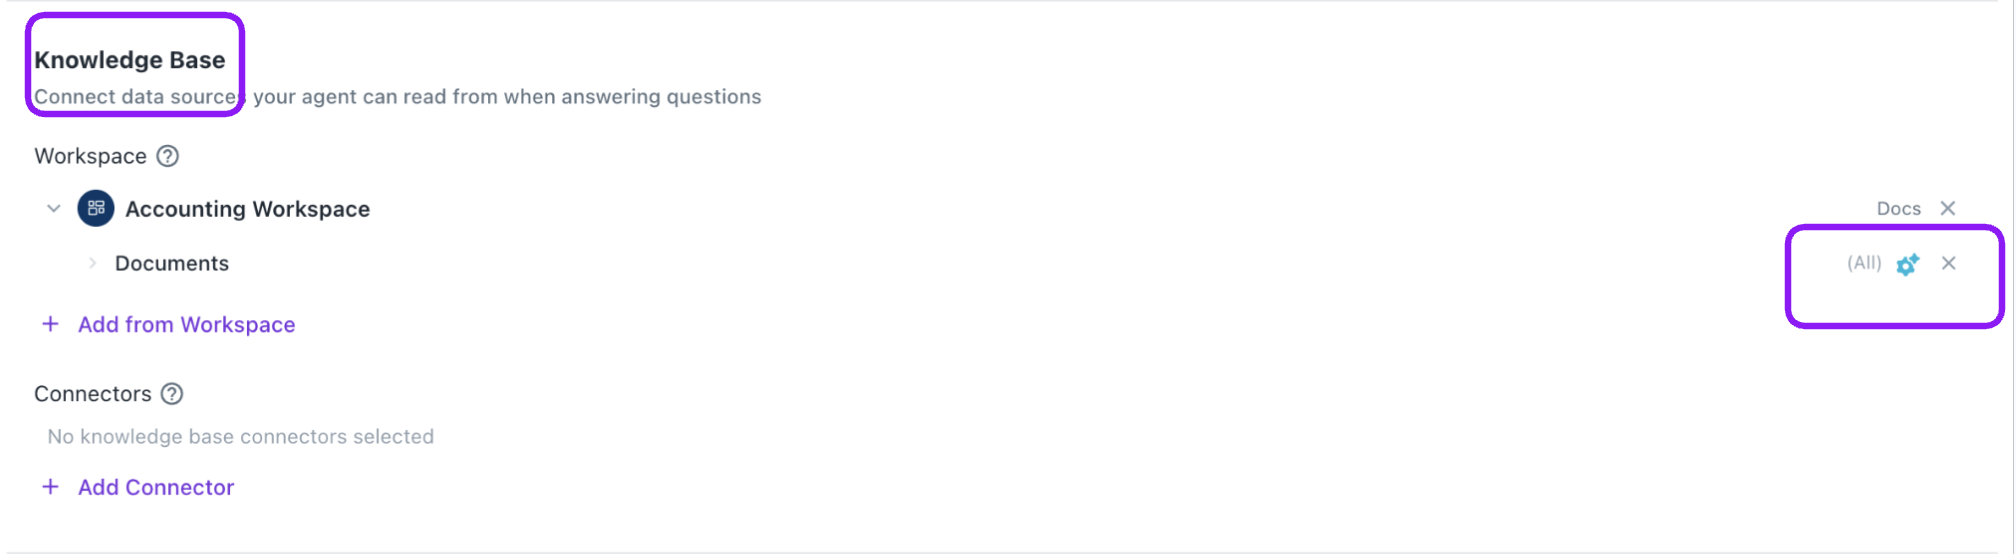 Knowledge Base
Connect data sources your agent can read from when answering questions
Workspace
Accounting Workspace Docs
Documents (All)
+ Add from Workspace
Connectors
No knowledge base connectors selected
+ Add Connector